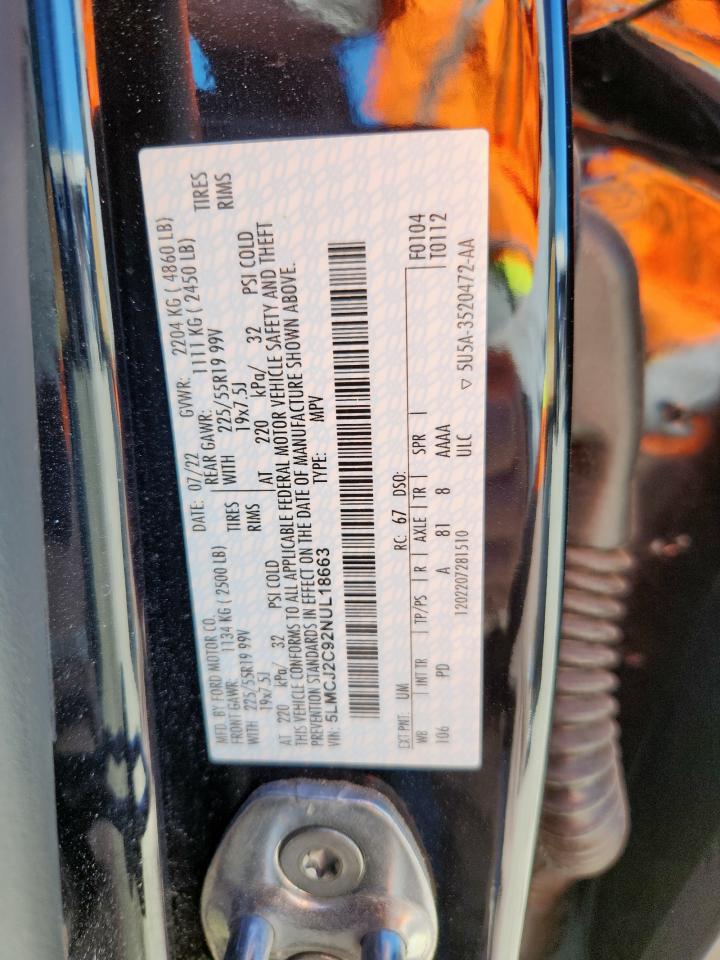 MFD. BY FORD MOTOR CO.
DATE: 07/22 GVWR: 2204 KG ( 4860 LB)
FRONT GAWR: 1134 KG ( 2500 LB) REAR GAWR: 1111 KG ( 2450 LB)
WITH 225/55R19 99V TIRES WITH 225/55R19 99V TIRES
19x7.5J RIMS 19x7.5J RIMS
AT 220 kPa/ 32 PSI COLD AT 220 kPa/ 32 PSI COLD
THIS VEHICLE CONFORMS TO ALL APPLICABLE FEDERAL MOTOR VEHICLE SAFETY AND THEFT
PREVENTION STANDARDS IN EFFECT ON THE DATE OF MANUFACTURE SHOWN ABOVE.
VIN: 5LMCJ2C92NUL18663 TYPE: MPV
EXT PNT: UM RC: 67 DSO: F0104
WB INT TR TP/PS R AXLE TR SPR T0112
106 PD A 81 8 AAAA
1202207281510 ULC ▽ 5U5A-3520472-AA